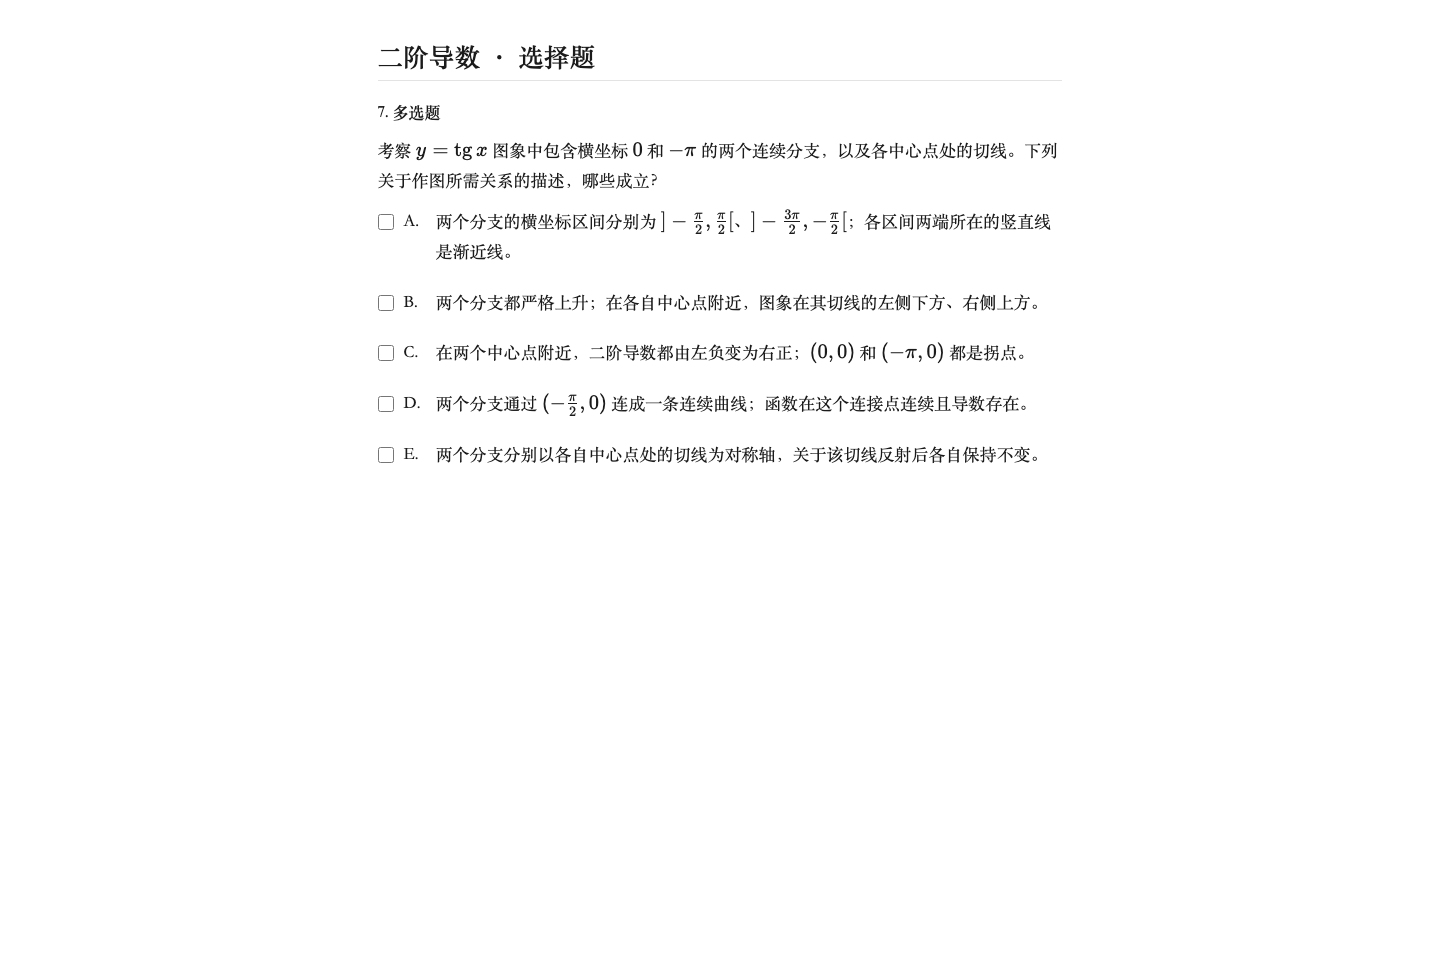 二阶导数 · 选择题
7. 多选题
考察 y = tg x 图象中包含横坐标 0 和 −π 的两个连续分支，以及各中心点处的切线。下列
关于作图所需关系的描述，哪些成立？
A. 两个分支的横坐标区间分别为 ]−π/2, π/2[、]−3π/2, −π/2[；各区间两端所在的竖直线
是渐近线。
B. 两个分支都严格上升；在各自中心点附近，图象在其切线的左侧下方、右侧上方。
C. 在两个中心点附近，二阶导数都由左负变为右正；(0, 0) 和 (−π, 0) 都是拐点。
D. 两个分支通过 (−π/2, 0) 连成一条连续曲线；函数在这个连接点连续且导数存在。
E. 两个分支分别以各自中心点处的切线为对称轴，关于该切线反射后各自保持不变。